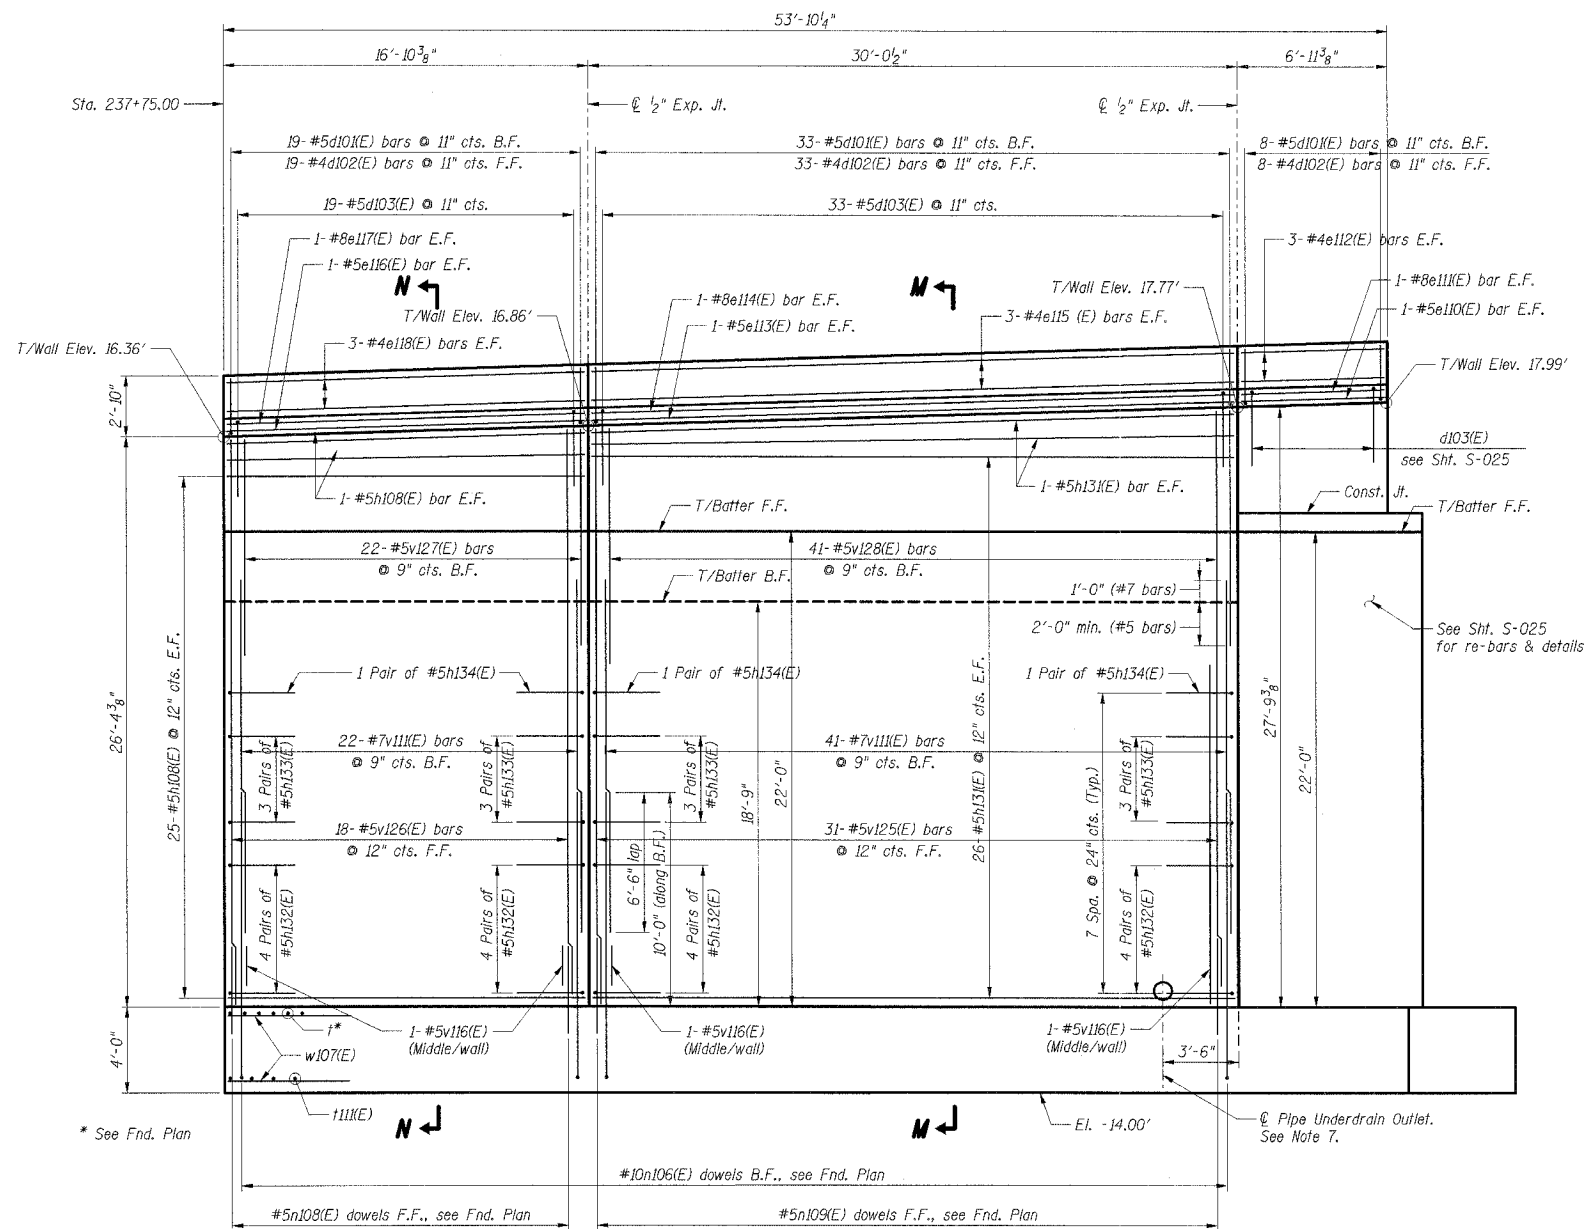 53'-10¼"
16'-10⅜"
30'-0½"
6'-11⅜"
Sta. 237+75.00
℄ ½" Exp. Jt.
℄ ½" Exp. Jt.
19-#5d101(E) bars @ 11" cts. B.F.
19-#4d102(E) bars @ 11" cts. F.F.
33-#5d101(E) bars @ 11" cts. B.F.
33-#4d102(E) bars @ 11" cts. F.F.
8-#5d101(E) bars @ 11" cts. B.F.
8-#4d102(E) bars @ 11" cts. F.F.
19-#5d103(E) @ 11" cts.
33-#5d103(E) @ 11" cts.
1-#8e117(E) bar E.F.
1-#5e116(E) bar E.F.
3-#4e112(E) bars E.F.
N
M
T/Wall Elev. 17.77'
1-#8e111(E) bar E.F.
1-#5e110(E) bar E.F.
T/Wall Elev. 16.86'
1-#8e114(E) bar E.F.
1-#5e113(E) bar E.F.
3-#4e115 (E) bars E.F.
T/Wall Elev. 16.36'
3-#4e118(E) bars E.F.
T/Wall Elev. 17.99'
2'-10"
d103(E)
see Sht. S-025
1-#5h108(E) bar E.F.
1-#5h131(E) bar E.F.
Const. Jt.
T/Batter F.F.
T/Batter F.F.
22-#5v127(E) bars
@ 9" cts. B.F.
41-#5v128(E) bars
@ 9" cts. B.F.
T/Batter B.F.
1'-0" (#7 bars)
2'-0" min. (#5 bars)
See Sht. S-025
for re-bars & details
1 Pair of #5h134(E)
1 Pair of #5h134(E)
1 Pair of #5h134(E)
26'-4⅜"
25-#5h108(E) @ 12" cts. E.F.
22-#7v111(E) bars
@ 9" cts. B.F.
41-#7v111(E) bars
@ 9" cts. B.F.
3 Pairs of
#5h133(E)
3 Pairs of
#5h133(E)
3 Pairs of
#5h133(E)
3 Pairs of
#5h133(E)
18'-9"
22'-0"
26-#5h131(E) @ 12" cts. E.F.
27'-9⅜"
22'-0"
18-#5v126(E) bars
@ 12" cts. F.F.
31-#5v125(E) bars
@ 12" cts. F.F.
6'-6" lap
10'-0" (along B.F.)
7 Spa. @ 24" cts. (Typ.)
4 Pairs of
#5h132(E)
4 Pairs of
#5h132(E)
4 Pairs of
#5h132(E)
4 Pairs of
#5h132(E)
4'-0"
t*
w107(E)
t111(E)
1-#5v116(E)
(Middle/wall)
1-#5v116(E)
(Middle/wall)
1-#5v116(E)
(Middle/wall)
3'-6"
N
M
El. -14.00'
℄ Pipe Underdrain Outlet.
See Note 7.
* See Fnd. Plan
#10n106(E) dowels B.F., see Fnd. Plan
#5n108(E) dowels F.F., see Fnd. Plan
#5n109(E) dowels F.F., see Fnd. Plan